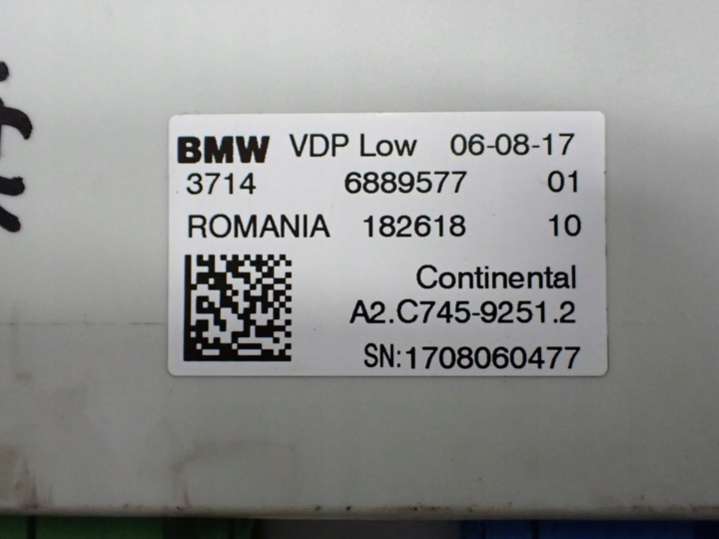 BMW VDP Low 06-08-17
3714 6889577 01
ROMANIA 182618 10
Continental
A2.C745-9251.2
SN:1708060477